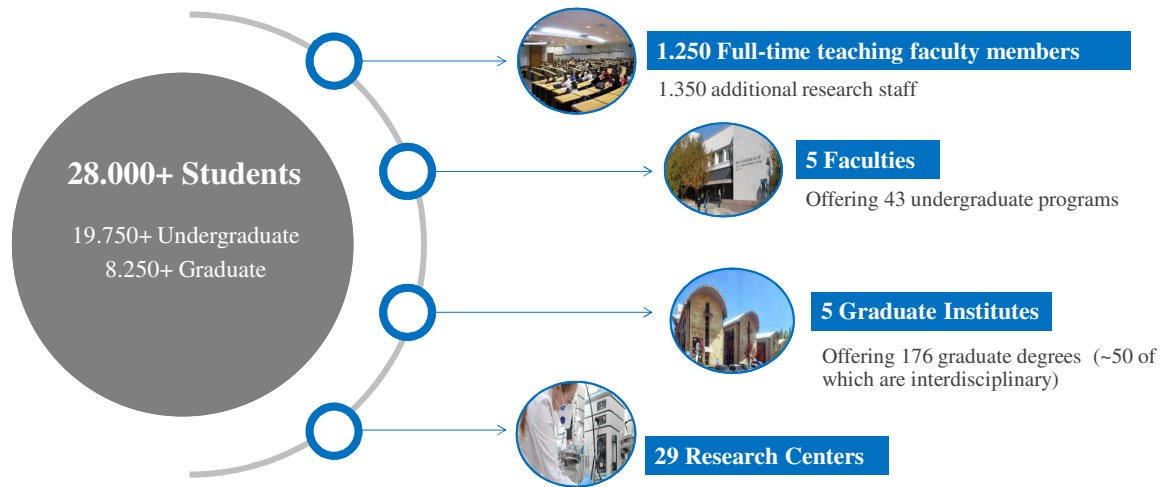 28.000+ Students
19.750+ Undergraduate
8.250+ Graduate
1.250 Full-time teaching faculty members
1.350 additional research staff
5 Faculties
Offering 43 undergraduate programs
5 Graduate Institutes
Offering 176 graduate degrees (~50 of
which are interdisciplinary)
29 Research Centers